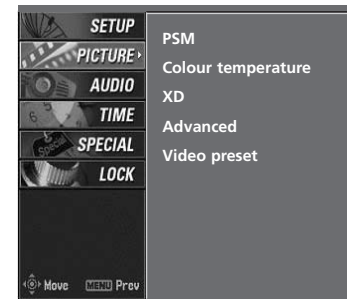 SETUP
PICTURE
AUDIO
TIME
SPECIAL
LOCK
Move MENU Prev
PSM
Colour temperature
XD
Advanced
Video preset